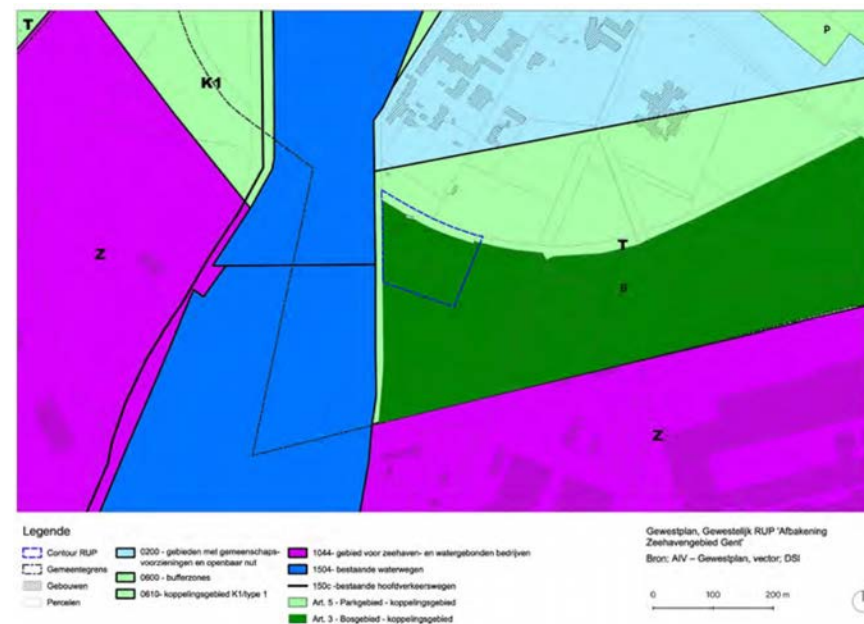 T
P
K1
Z
T
B
Z
Legende
Contour RUP
Gemeentegrens
Gebouwen
Percelen
0200 - gebieden met gemeenschaps-
voorzieningen en openbaar nut
0600 - bufferzones
0610- koppelingsgebied K1/type 1
1044- gebied voor zeehaven- en watergebonden bedrijven
1504- bestaande waterwegen
150c -bestaande hoofdverkeerswegen
Art. 5 - Parkgebied - koppelingsgebied
Art. 3 - Bosgebied - koppelingsgebied
Gewestplan, Gewestelijk RUP 'Afbakening
Zeehavengebied Gent'
Bron: AIV – Gewestplan, vector; DSI
0 100 200 m